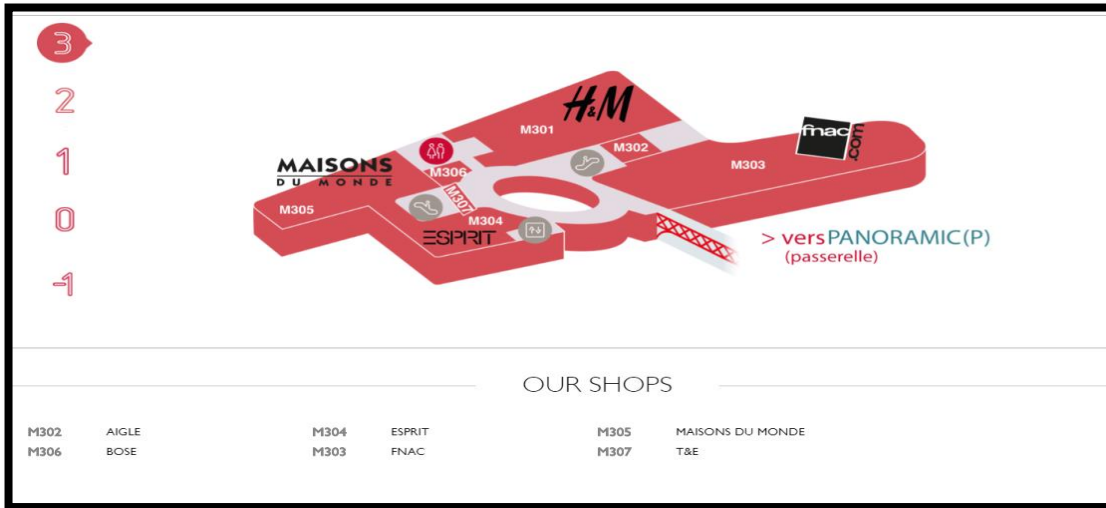 3
2
1
0
-1
H&M
M301
M302
fnac
.com
M303
MAISONS
DU MONDE
M306
M307
M305
M304
ESPRIT
> vers PANORAMIC (P)
(passerelle)
OUR SHOPS
M302 AIGLE M304 ESPRIT M305 MAISONS DU MONDE
M306 BOSE M303 FNAC M307 T&E